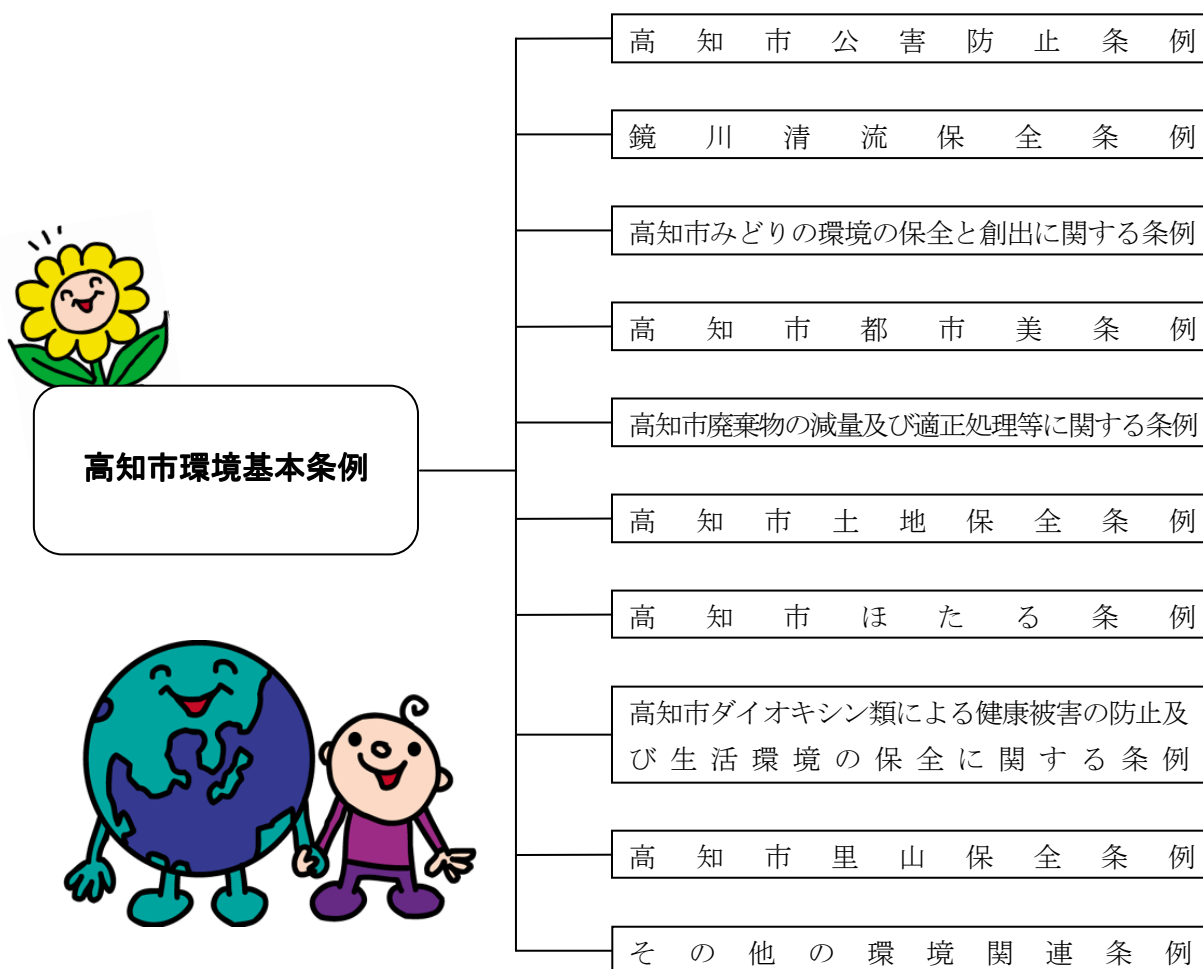 高知市公害防止条例
鏡川清流保全条例
高知市みどりの環境の保全と創出に関する条例
高知市都市美条例
高知市廃棄物の減量及び適正処理等に関する条例
高知市環境基本条例
高知市土地保全条例
高知市ほたる条例
高知市ダイオキシン類による健康被害の防止及
び生活環境の保全に関する条例
高知市里山保全条例
その他の環境関連条例